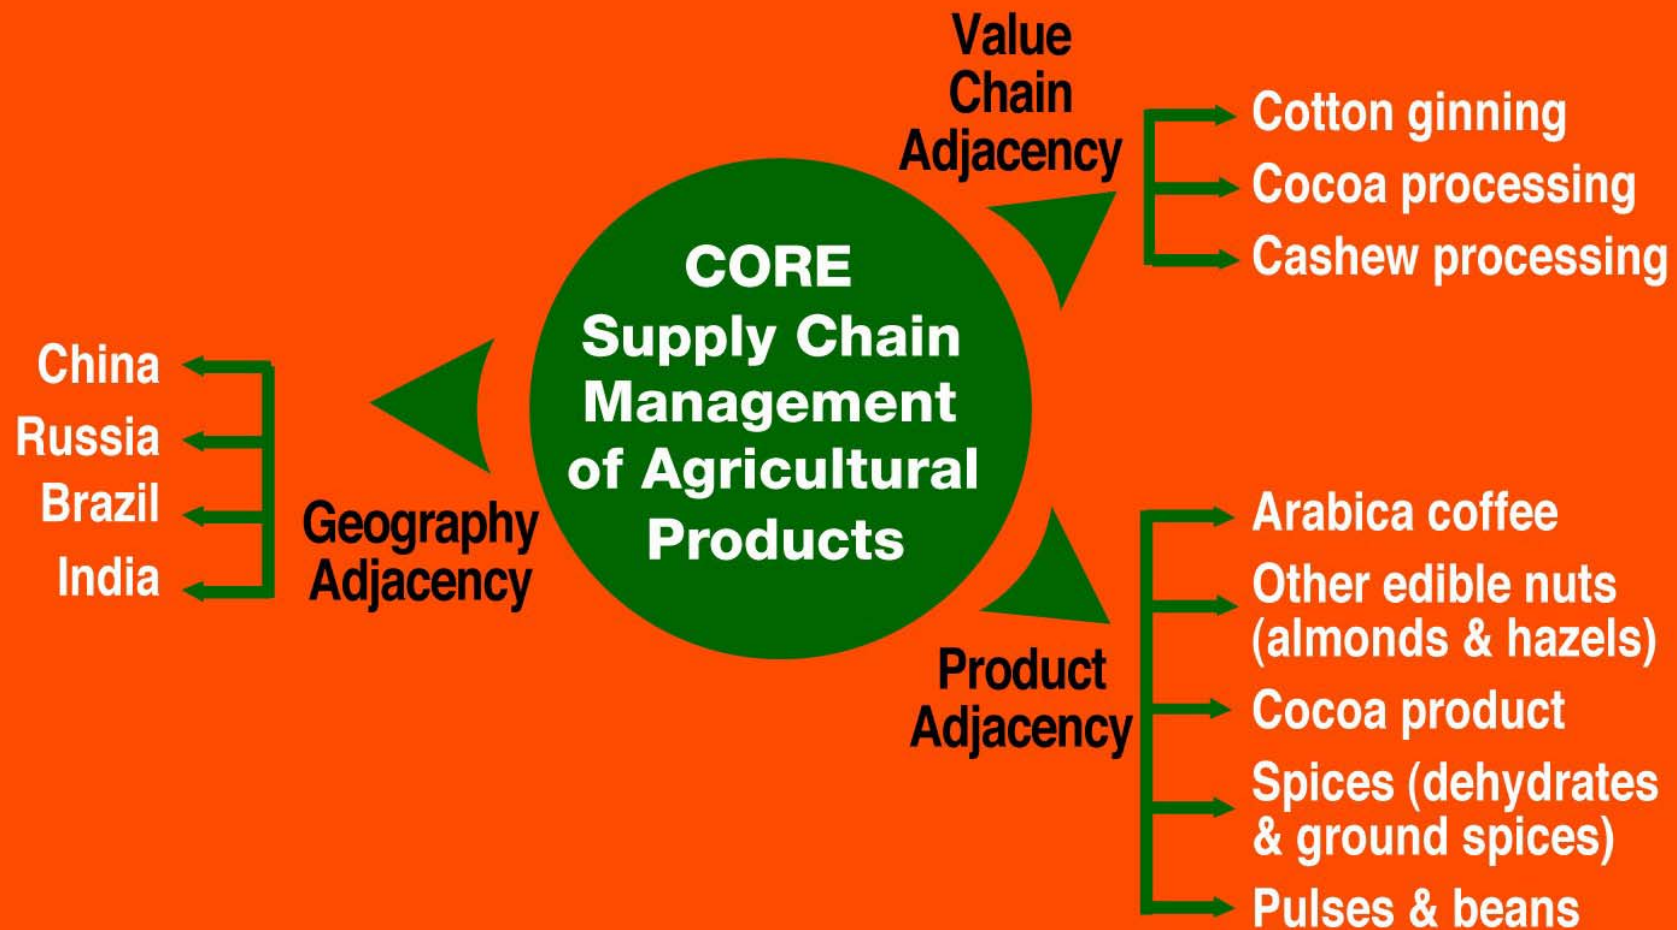 Value
Chain
Adjacency
Cotton ginning
Cocoa processing
Cashew processing
CORE
Supply Chain
Management
of Agricultural
Products
China
Russia
Brazil
India
Geography
Adjacency
Product
Adjacency
Arabica coffee
Other edible nuts
(almonds & hazels)
Cocoa product
Spices (dehydrates
& ground spices)
Pulses & beans